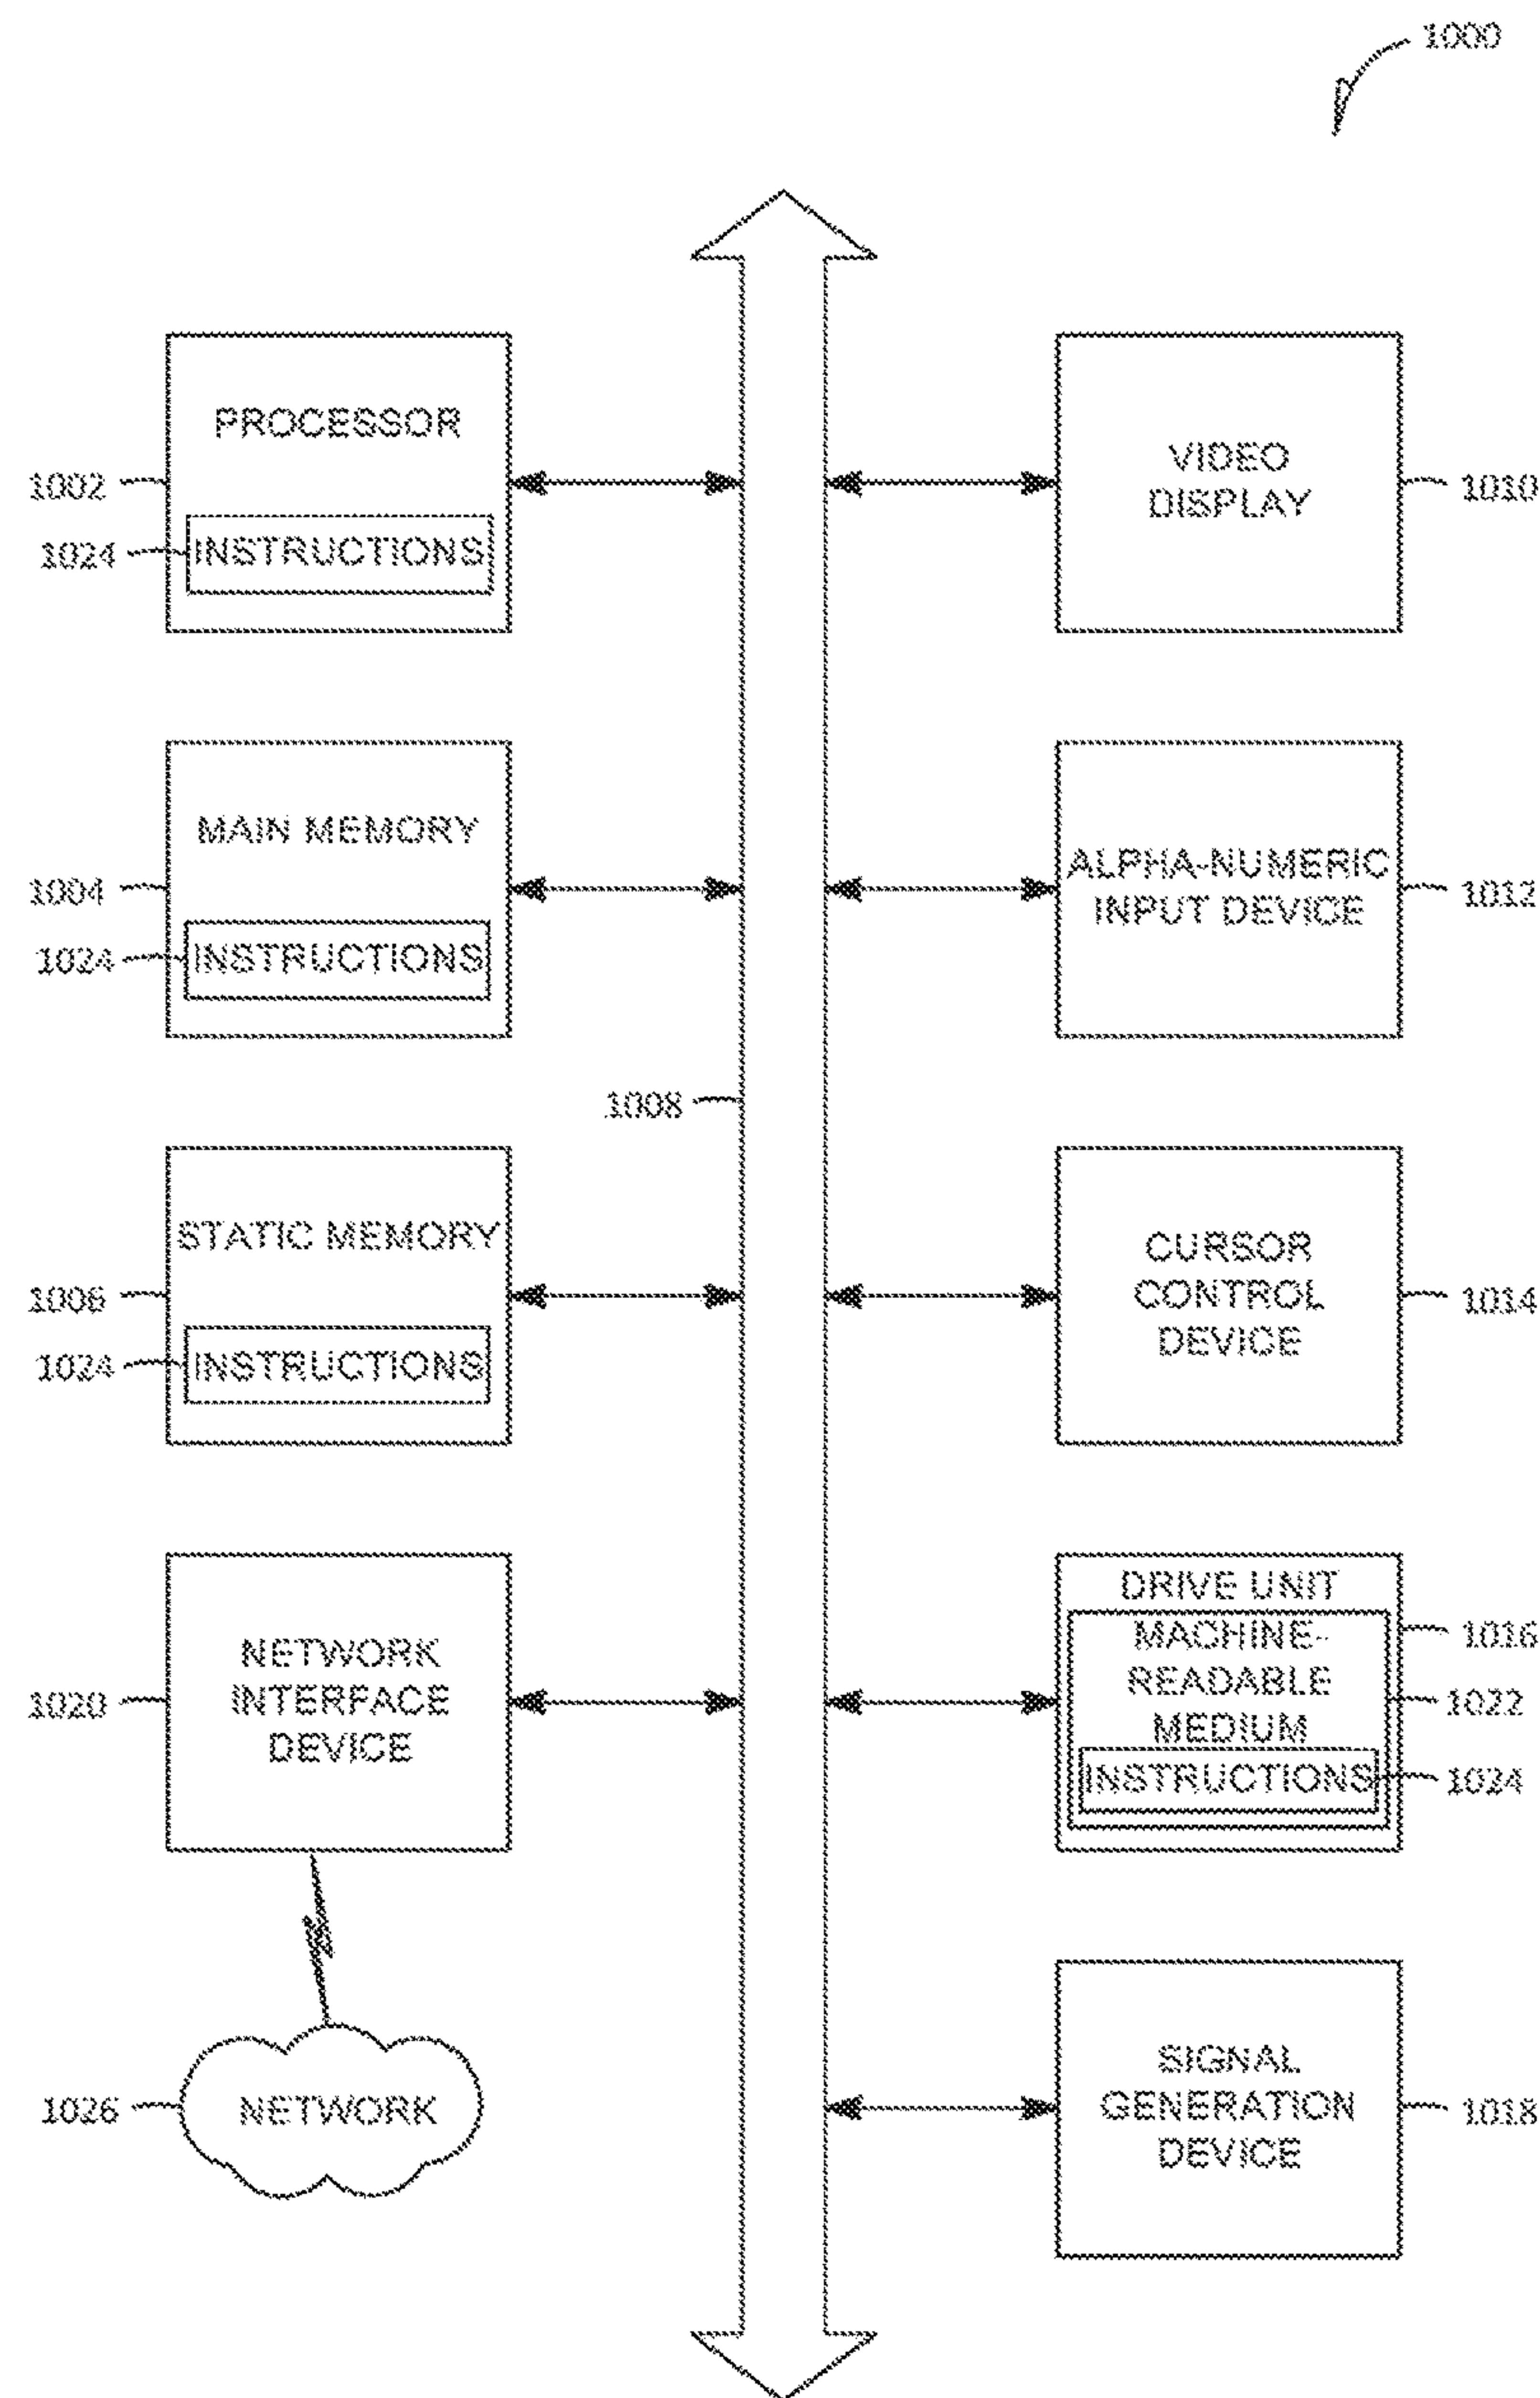 1000
PROCESSOR
1002
1024
INSTRUCTIONS
VIDEO
DISPLAY
1010
MAIN MEMORY
1004
1024
INSTRUCTIONS
ALPHA-NUMERIC
INPUT DEVICE
1012
1008
STATIC MEMORY
1006
1024
INSTRUCTIONS
CURSOR
CONTROL
DEVICE
1014
NETWORK
INTERFACE
DEVICE
1020
DRIVE UNIT
MACHINE-
READABLE
MEDIUM
INSTRUCTIONS
1016
1022
1024
1026
NETWORK
SIGNAL
GENERATION
DEVICE
1018